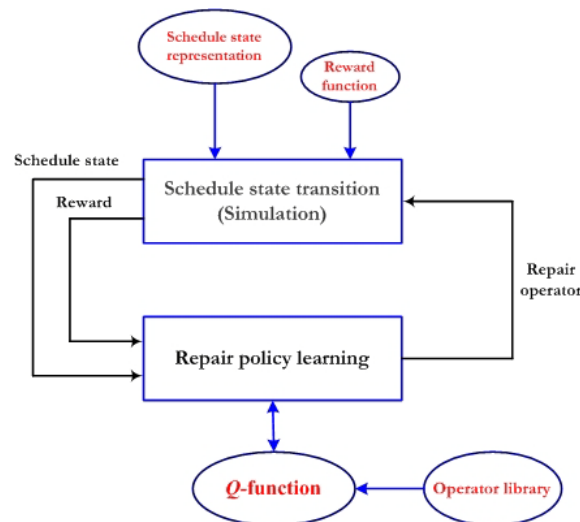 Schedule state
representation
Reward
function
Schedule state
Reward
Schedule state transition
(Simulation)
Repair
operator
Repair policy learning
Q-function
Operator library